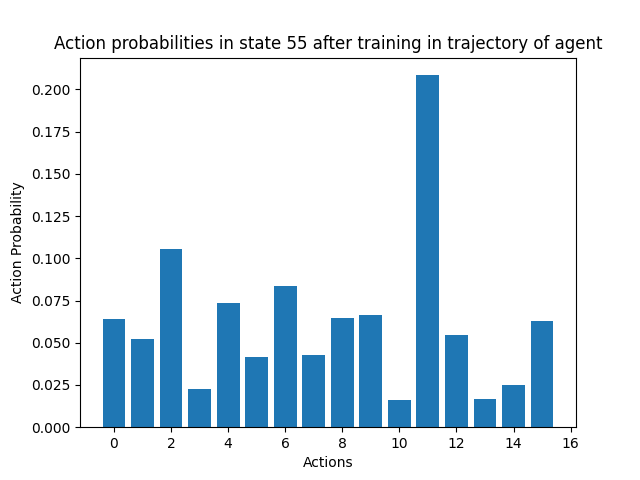 Action probabilities in state 55 after training in trajectory of agent
0.200
0.175
0.150
0.125
0.100
0.075
0.050
0.025
0.000
Action Probability
0 2 4 6 8 10 12 14 16
Actions